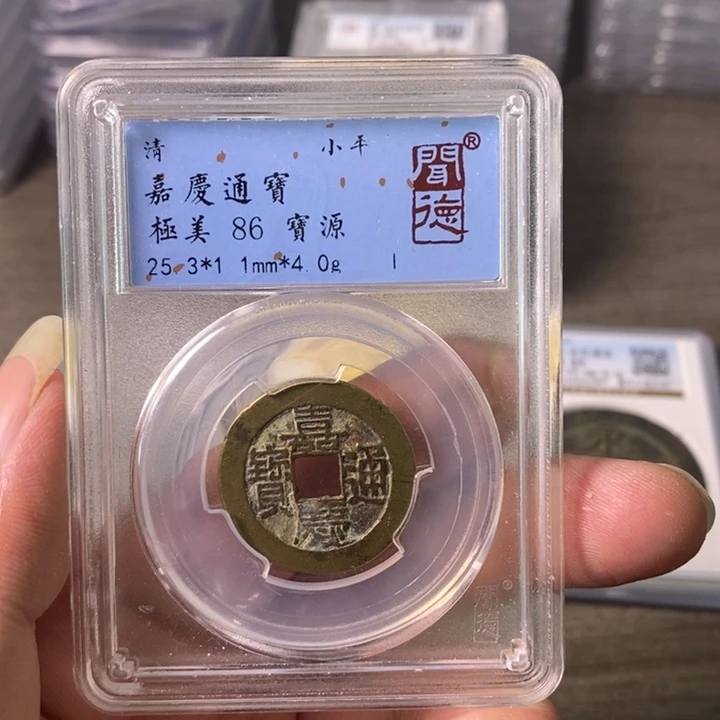 清 小平
嘉慶通寶
極美 86 寶源
25.3*1 1mm*4.0g
聞德®
嘉慶通寶